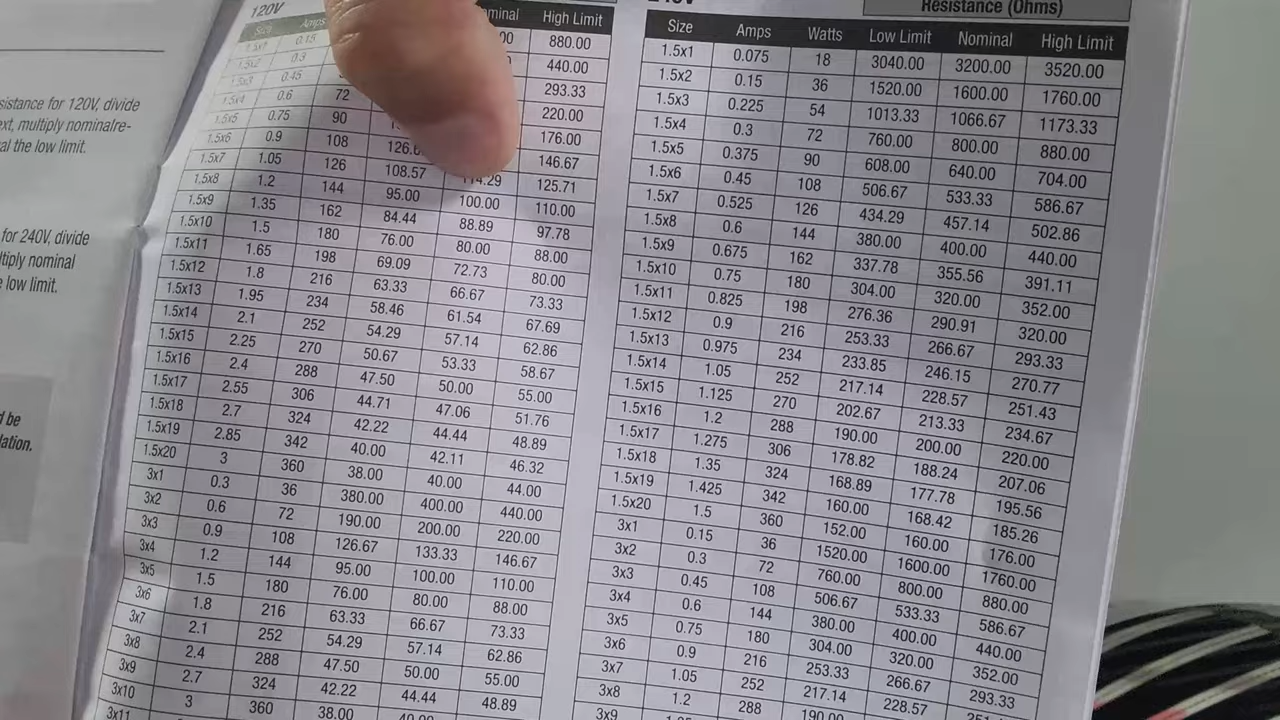 120V
Size Amps High Limit
1.5x1 0.15 880.00
1.5x2 0.3 440.00
1.5x3 0.45 293.33
1.5x4 0.6 72 220.00
1.5x5 0.75 90 176.00
1.5x6 0.9 108 146.67
1.5x7 1.05 126 108.57 114.29 125.71
1.5x8 1.2 144 95.00 100.00 110.00
1.5x9 1.35 162 84.44 88.89 97.78
1.5x10 1.5 180 76.00 80.00 88.00
1.5x11 1.65 198 69.09 72.73 80.00
1.5x12 1.8 216 63.33 66.67 73.33
1.5x13 1.95 234 58.46 61.54 67.69
1.5x14 2.1 252 54.29 57.14 62.86
1.5x15 2.25 270 50.67 53.33 58.67
1.5x16 2.4 288 47.50 50.00 55.00
1.5x17 2.55 306 44.71 47.06 51.76
1.5x18 2.7 324 42.22 44.44 48.89
1.5x19 2.85 342 40.00 42.11 46.32
1.5x20 3 360 38.00 40.00 44.00
3x1 0.3 36 380.00 400.00 440.00
3x2 0.6 72 190.00 200.00 220.00
3x3 0.9 108 126.67 133.33 146.67
3x4 1.2 144 95.00 100.00 110.00
3x5 1.5 180 76.00 80.00 88.00
3x6 1.8 216 63.33 66.67 73.33
3x7 2.1 252 54.29 57.14 62.86
3x8 2.4 288 47.50 50.00 55.00
3x9 2.7 324 42.22 44.44 48.89
3x10 3 360 38.00
3x11
Resistance (Ohms)
Size Amps Watts Low Limit Nominal High Limit
1.5x1 0.075 18 3040.00 3200.00 3520.00
1.5x2 0.15 36 1520.00 1600.00 1760.00
1.5x3 0.225 54 1013.33 1066.67 1173.33
1.5x4 0.3 72 760.00 800.00 880.00
1.5x5 0.375 90 608.00 640.00 704.00
1.5x6 0.45 108 506.67 533.33 586.67
1.5x7 0.525 126 434.29 457.14 502.86
1.5x8 0.6 144 380.00 400.00 440.00
1.5x9 0.675 162 337.78 355.56 391.11
1.5x10 0.75 180 304.00 320.00 352.00
1.5x11 0.825 198 276.36 290.91 320.00
1.5x12 0.9 216 253.33 266.67 293.33
1.5x13 0.975 234 233.85 246.15 270.77
1.5x14 1.05 252 217.14 228.57 251.43
1.5x15 1.125 270 202.67 213.33 234.67
1.5x16 1.2 288 190.00 200.00 220.00
1.5x17 1.275 306 178.82 188.24 207.06
1.5x18 1.35 324 168.89 177.78 195.56
1.5x19 1.425 342 160.00 168.42 185.26
1.5x20 1.5 360 152.00 160.00 176.00
3x1 0.15 36 1520.00 1600.00 1760.00
3x2 0.3 72 760.00 800.00 880.00
3x3 0.45 108 506.67 533.33 586.67
3x4 0.6 144 380.00 400.00 440.00
3x5 0.75 180 304.00 320.00 352.00
3x6 0.9 216 253.33 266.67 293.33
3x7 1.05 252 217.14 228.57
3x8 1.2 288 190.00
3x9
sistance for 120V, divide
ext, multiply nominalre-
al the low limit.
for 240V, divide
ltiply nominal
e low limit.
d be
lation.